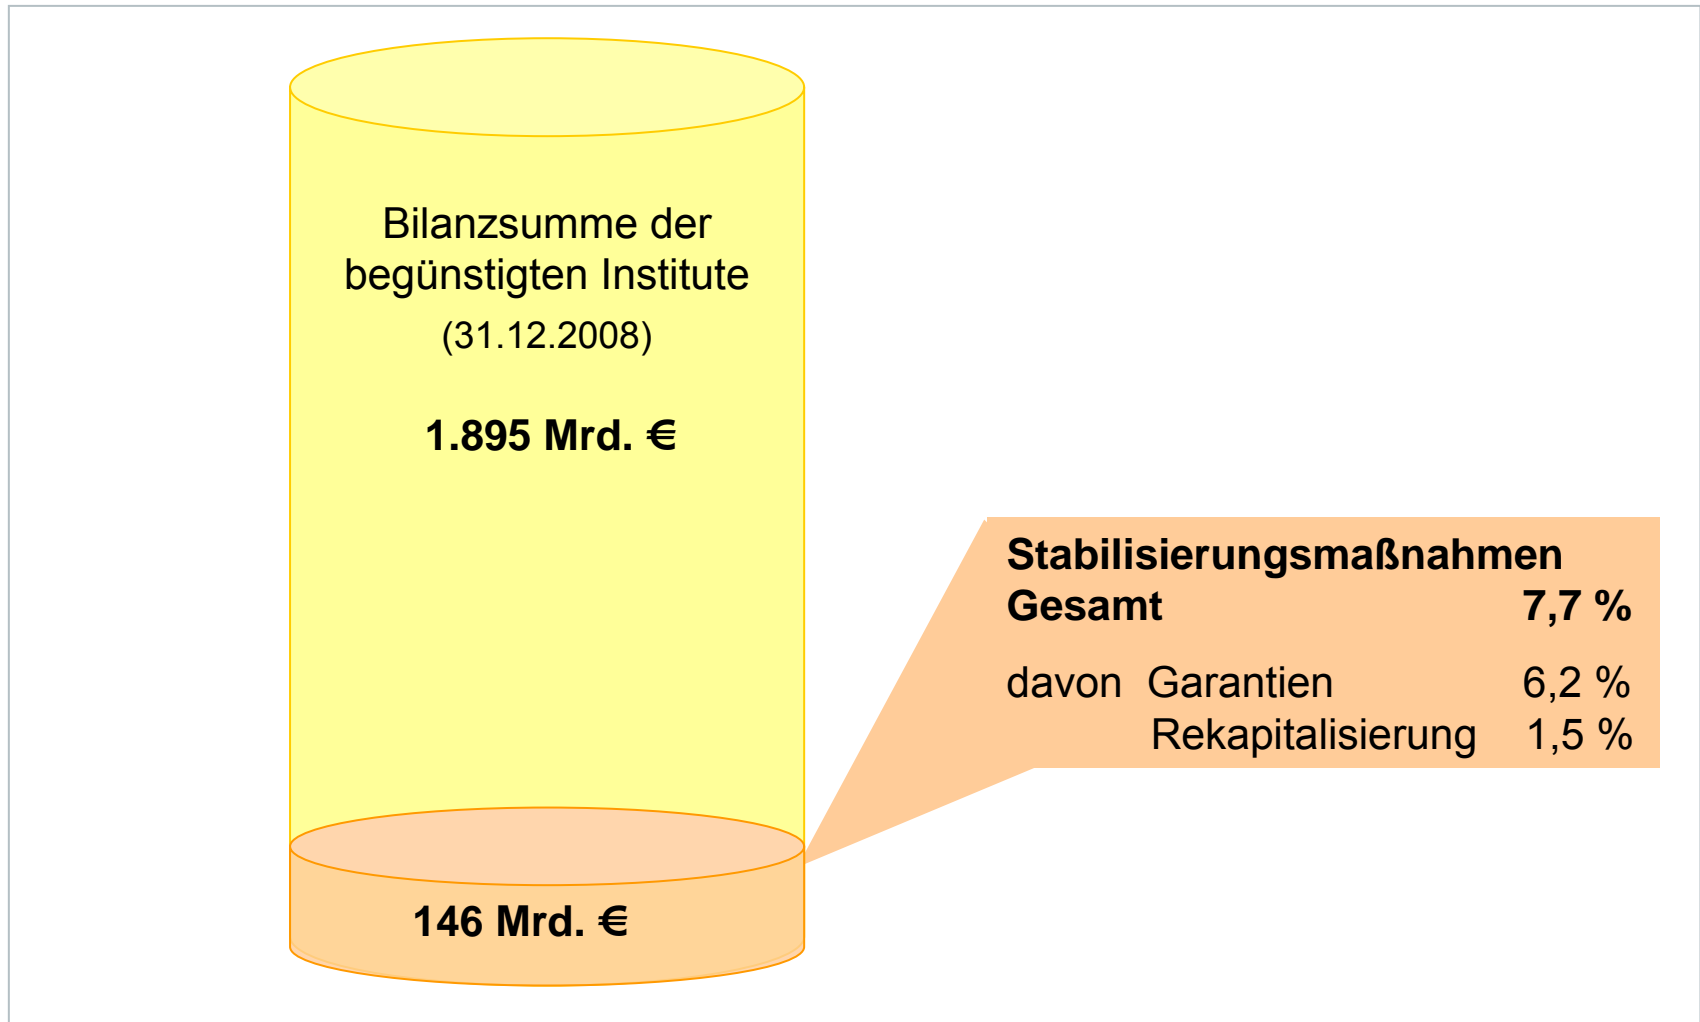 Bilanzsumme der
begünstigten Institute
(31.12.2008)
1.895 Mrd. €
146 Mrd. €
Stabilisierungsmaßnahmen
Gesamt 7,7 %
davon Garantien 6,2 %
Rekapitalisierung 1,5 %